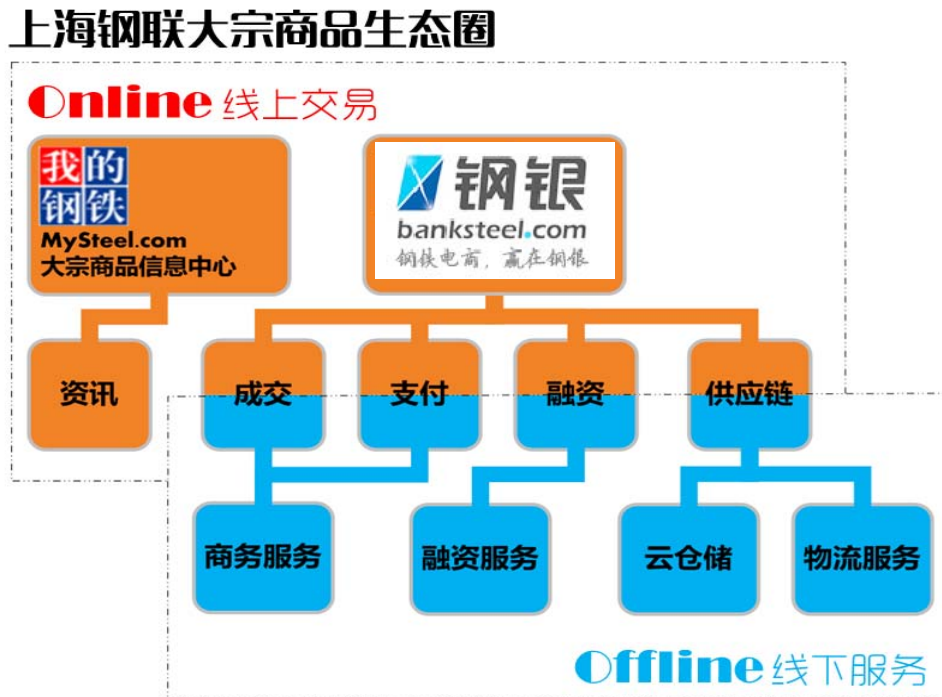 上海钢联大宗商品生态圈
Online 线上交易
我的
钢铁
MySteel.com
大宗商品信息中心
钢银
banksteel.com
钢铁电商，赢在钢银
资讯
成交
支付
融资
供应链
商务服务
融资服务
云仓储
物流服务
Offline 线下服务